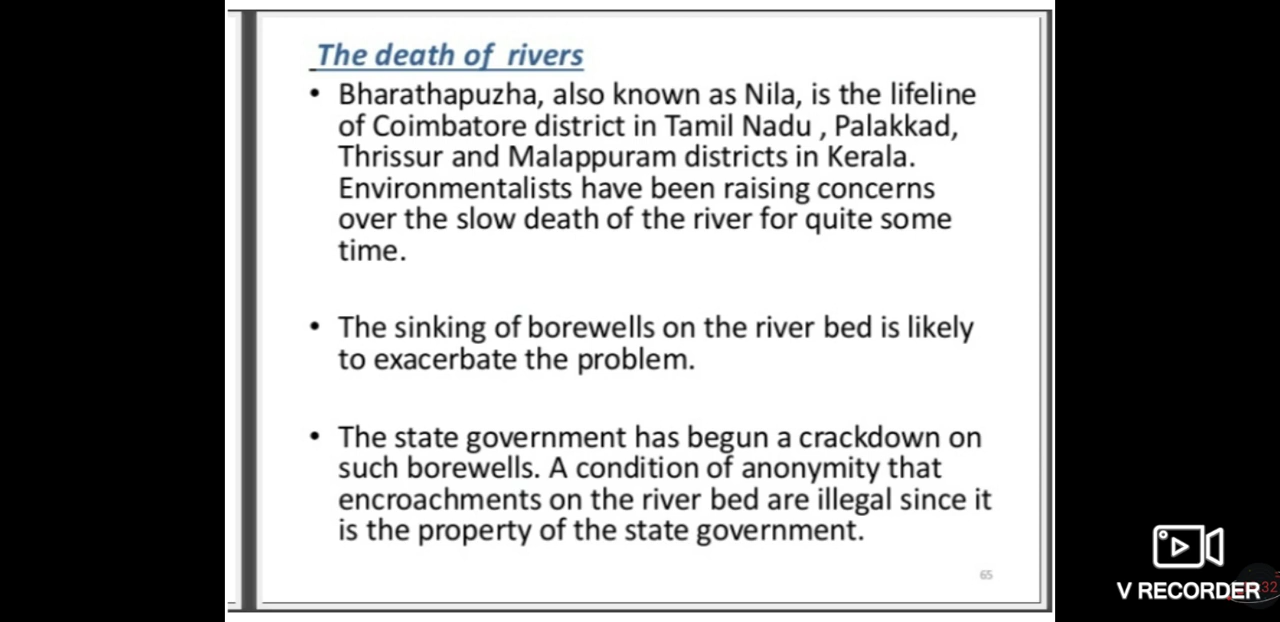 The death of rivers
• Bharathapuzha, also known as Nila, is the lifeline
of Coimbatore district in Tamil Nadu , Palakkad,
Thrissur and Malappuram districts in Kerala.
Environmentalists have been raising concerns
over the slow death of the river for quite some
time.
• The sinking of borewells on the river bed is likely
to exacerbate the problem.
• The state government has begun a crackdown on
such borewells. A condition of anonymity that
encroachments on the river bed are illegal since it
is the property of the state government.
65
V RECORDER